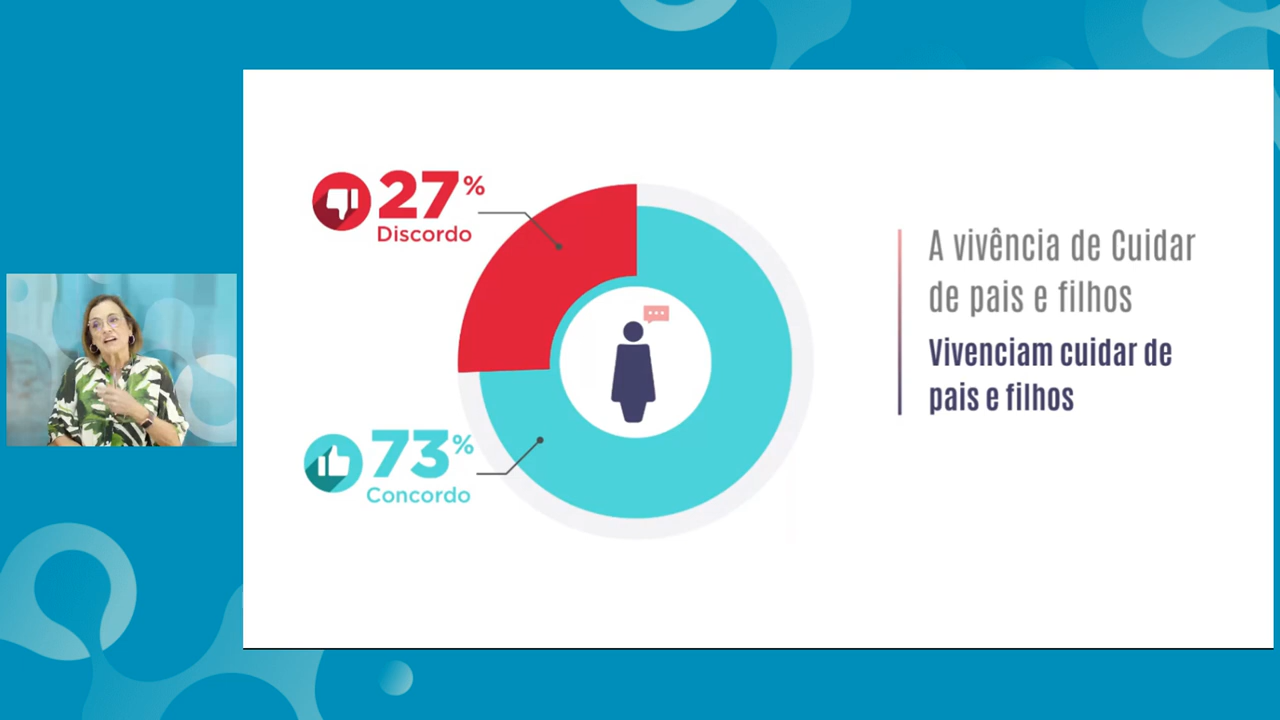 27%
Discordo
73%
Concordo
A vivência de Cuidar
de pais e filhos
Vivenciam cuidar de
pais e filhos